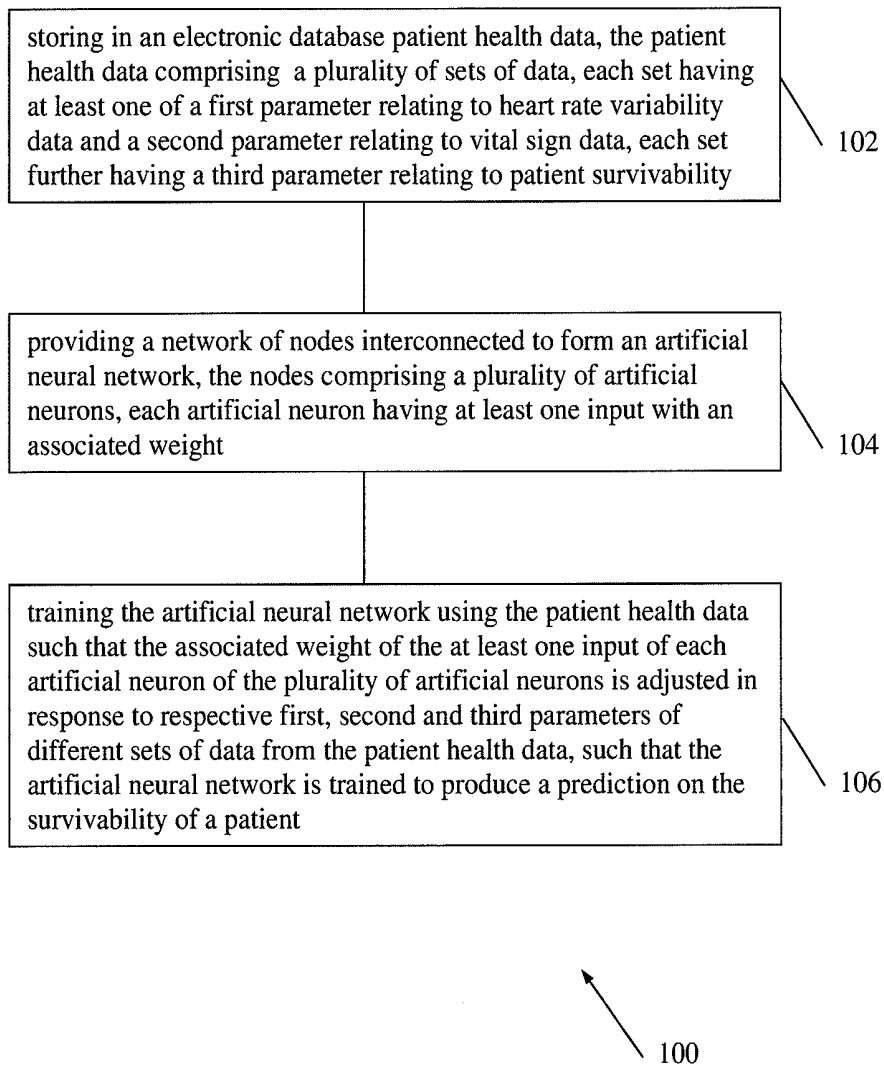 storing in an electronic database patient health data, the patient
health data comprising a plurality of sets of data, each set having
at least one of a first parameter relating to heart rate variability
data and a second parameter relating to vital sign data, each set
further having a third parameter relating to patient survivability
102
providing a network of nodes interconnected to form an artificial
neural network, the nodes comprising a plurality of artificial
neurons, each artificial neuron having at least one input with an
associated weight
104
training the artificial neural network using the patient health data
such that the associated weight of the at least one input of each
artificial neuron of the plurality of artificial neurons is adjusted in
response to respective first, second and third parameters of
different sets of data from the patient health data, such that the
artificial neural network is trained to produce a prediction on the
survivability of a patient
106
100